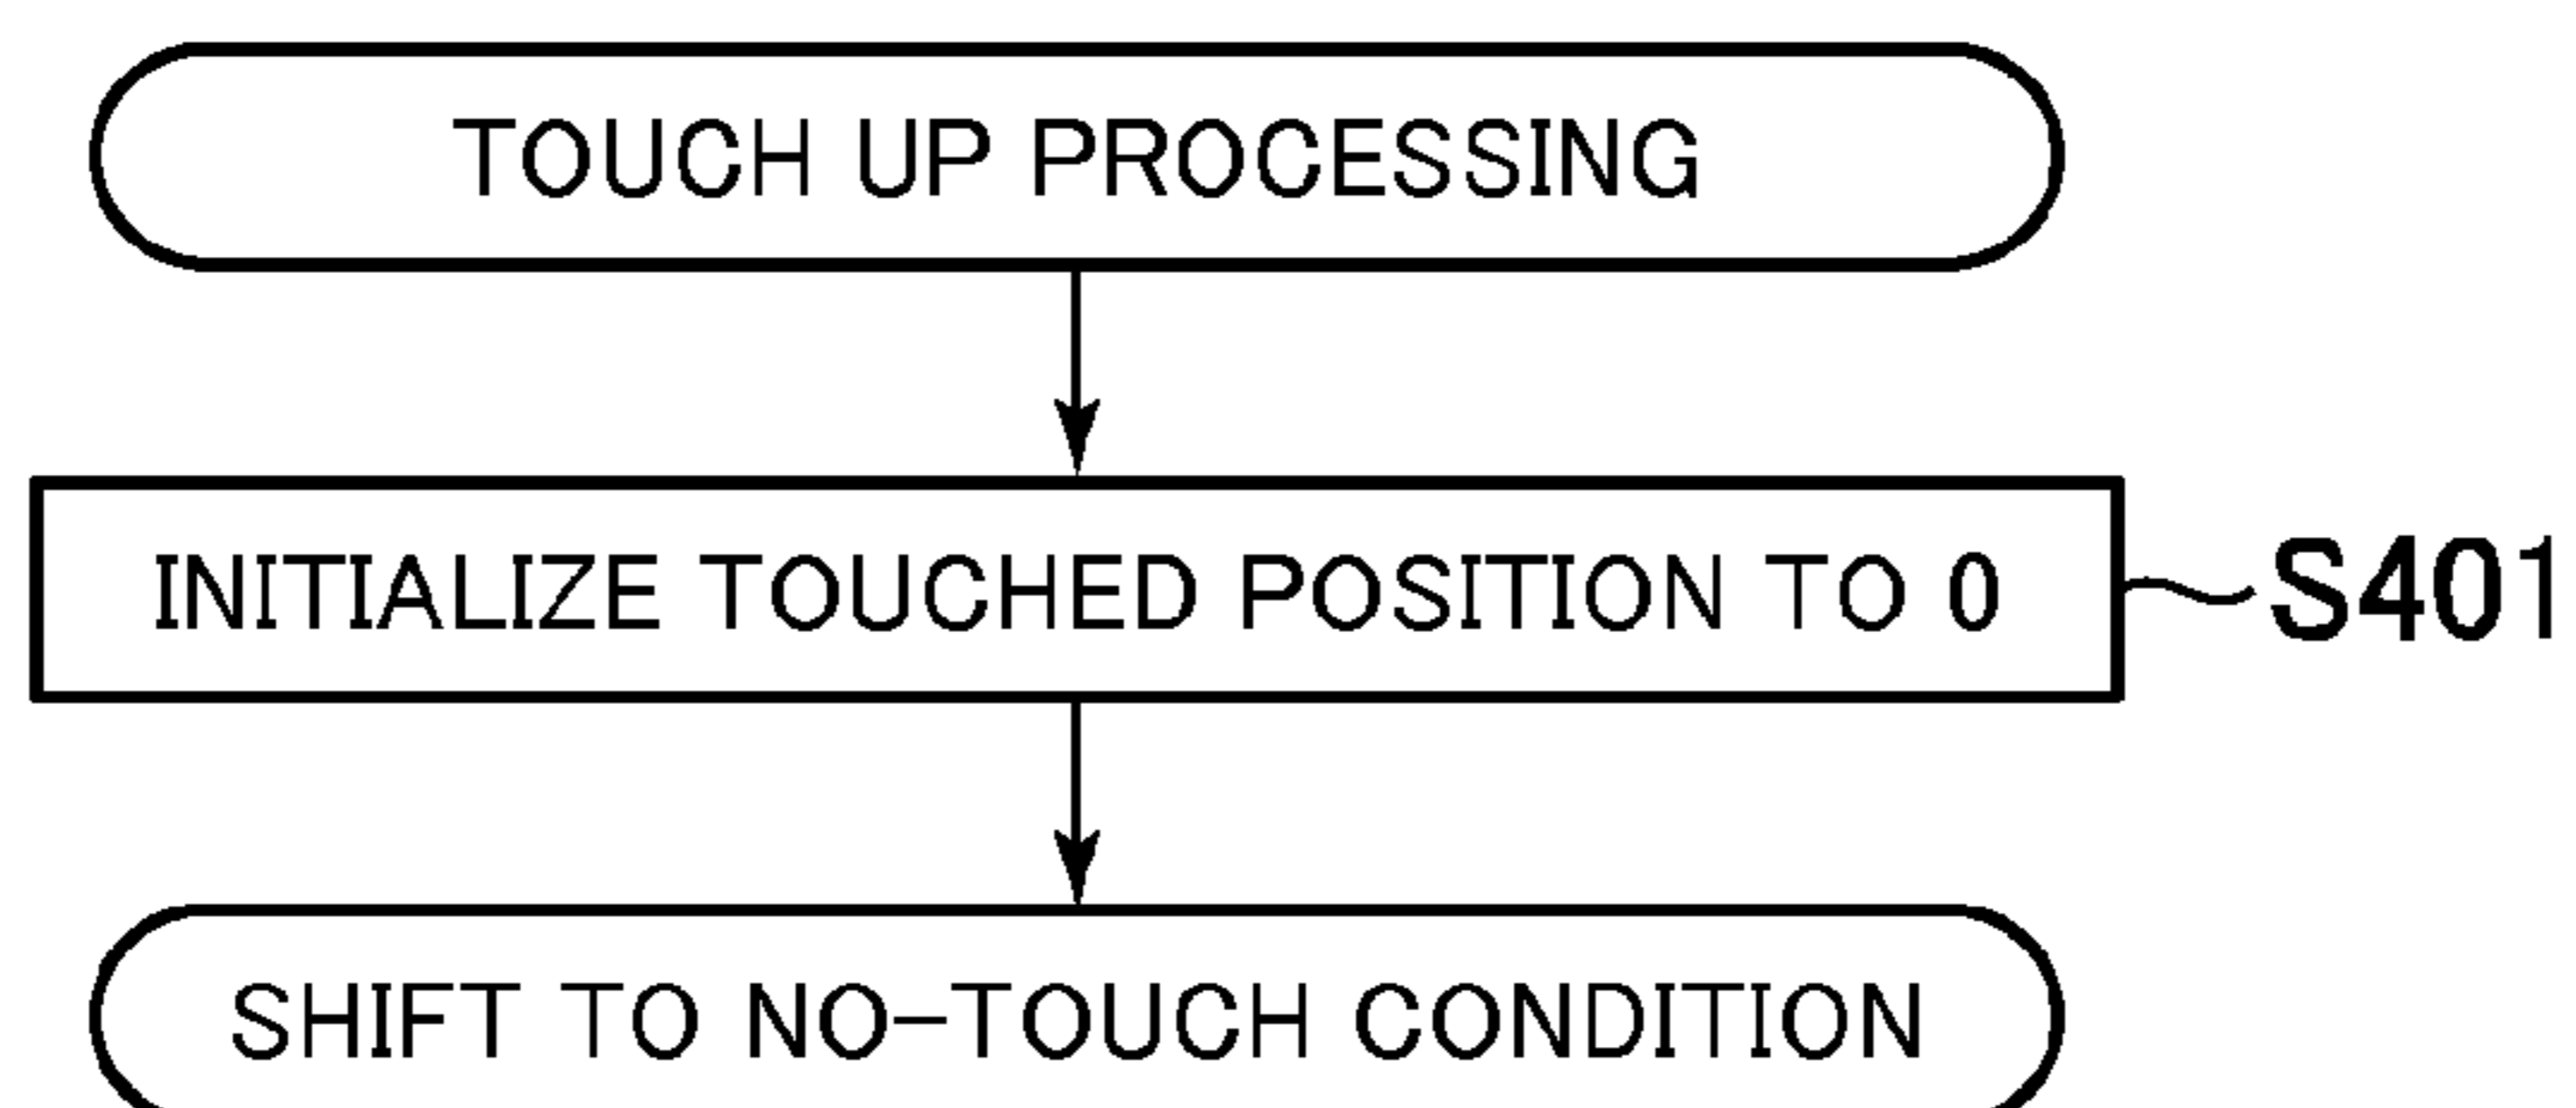 TOUCH UP PROCESSING
INITIALIZE TOUCHED POSITION TO 0
S401
SHIFT TO NO-TOUCH CONDITION